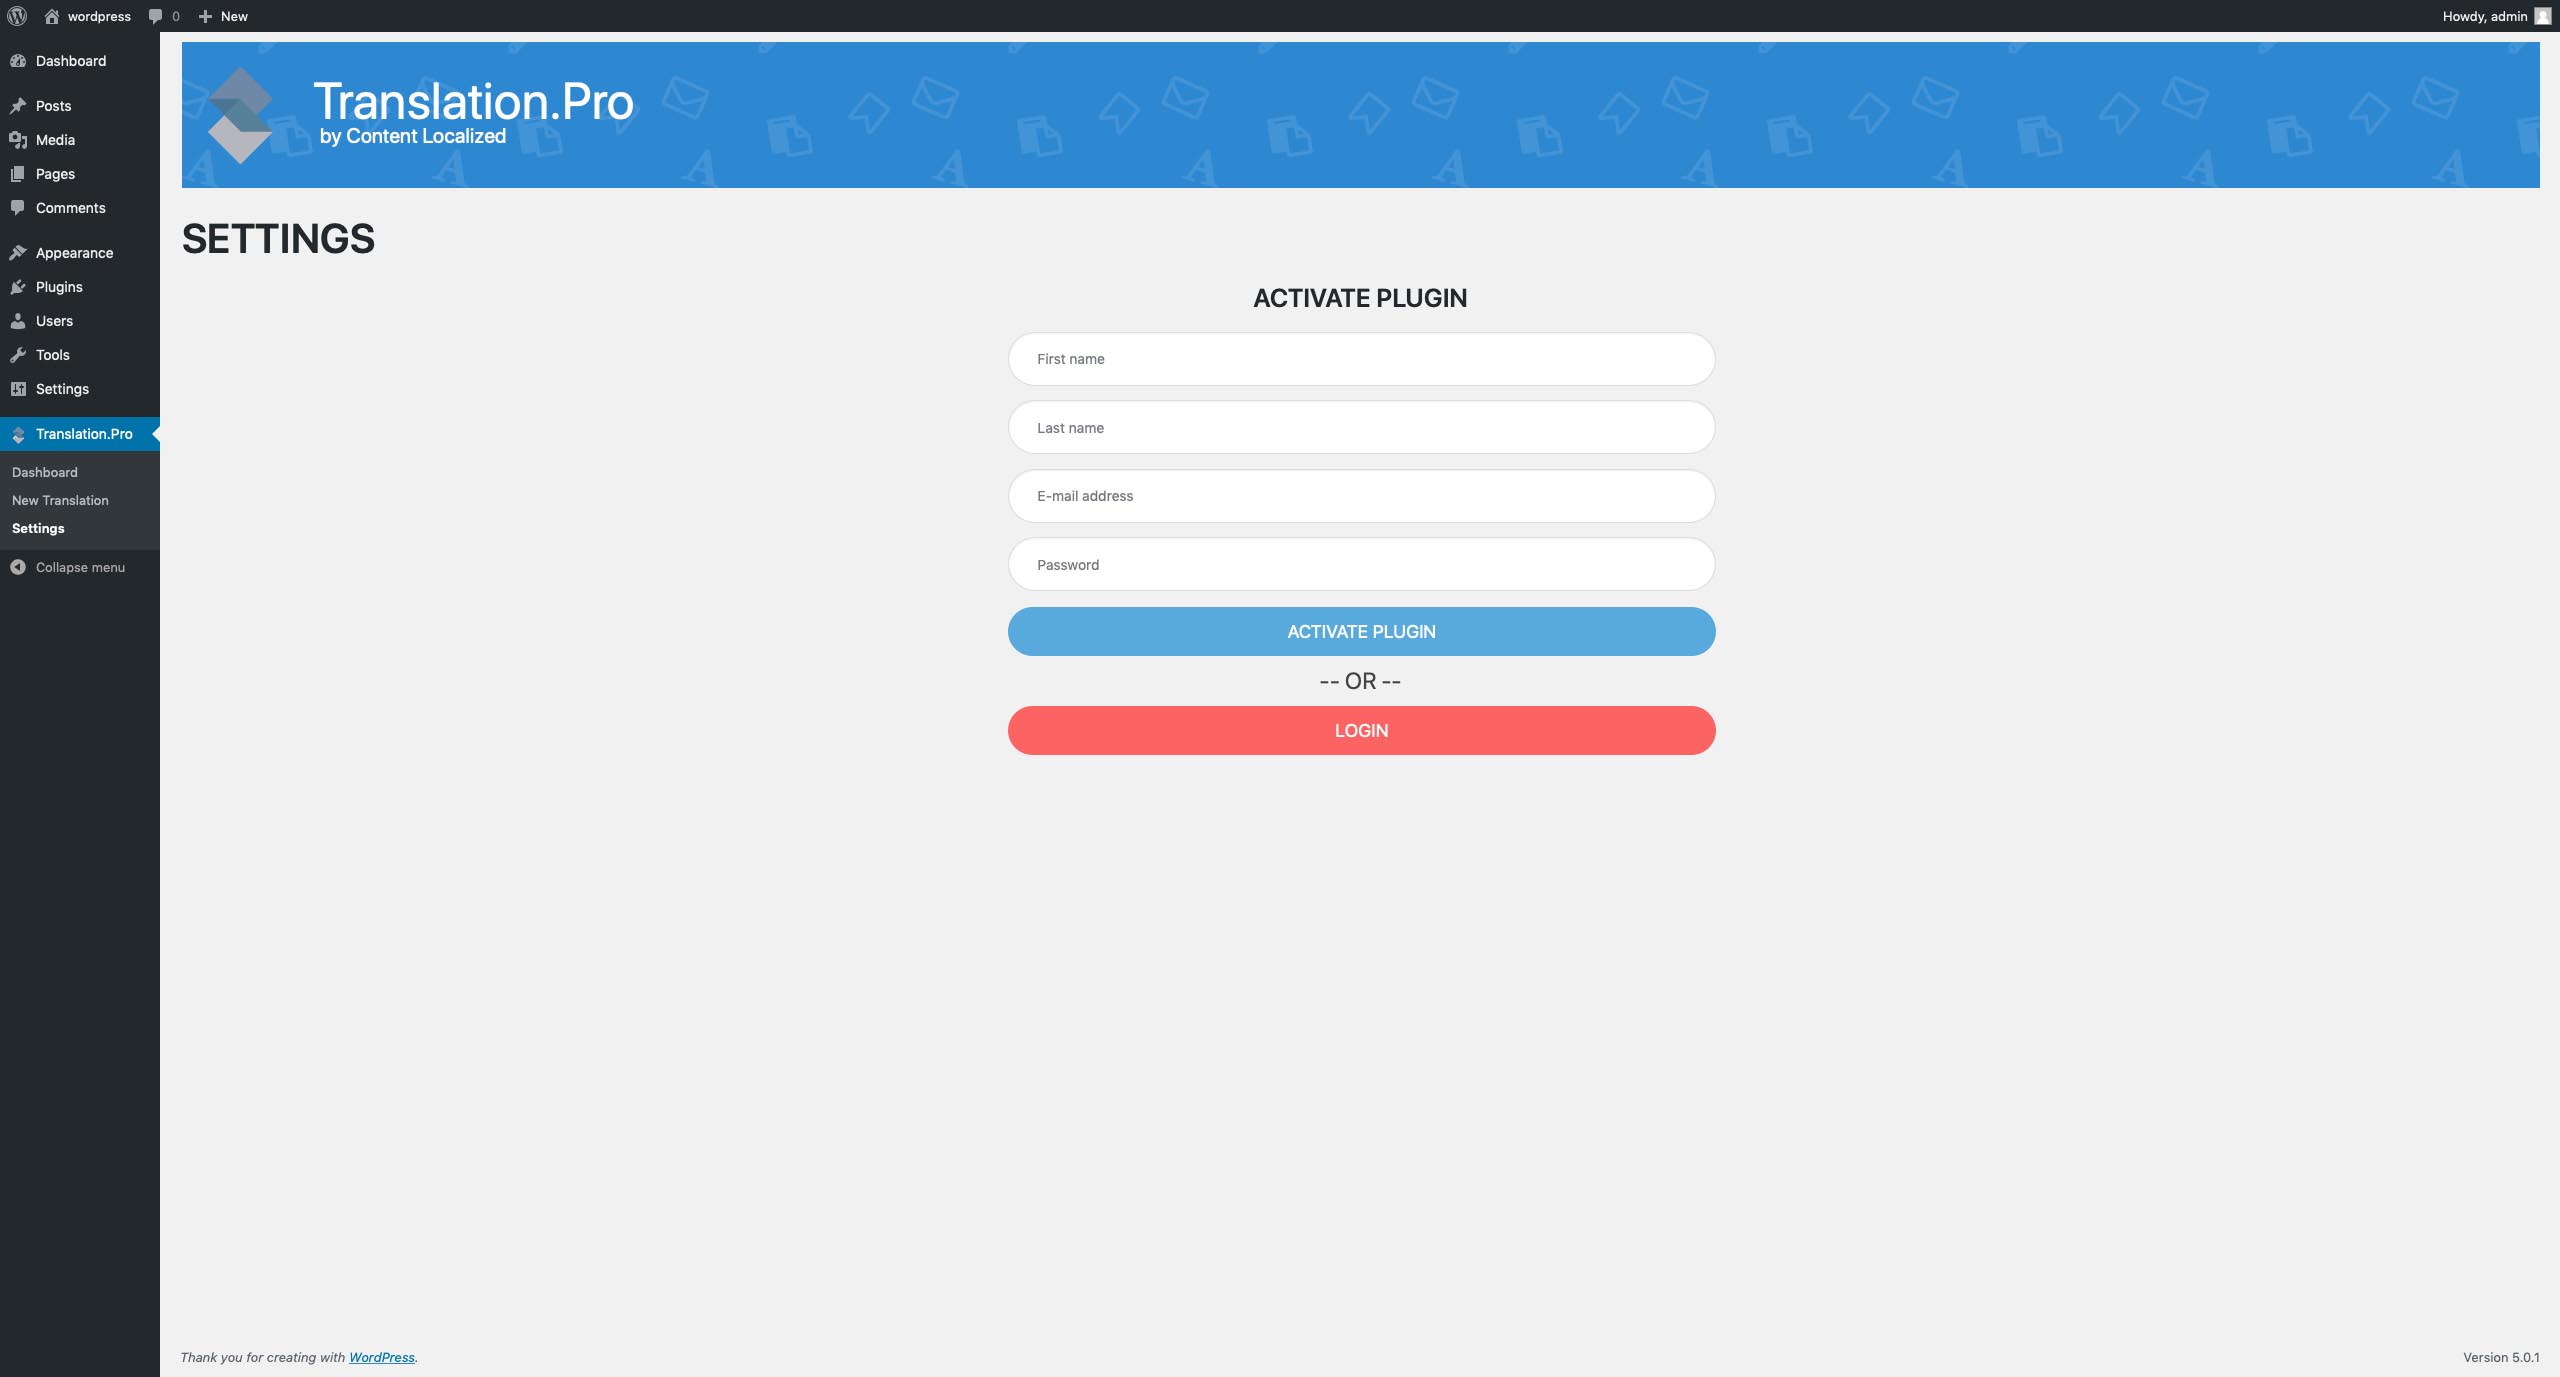 wordpress
0
New
Howdy, admin
Dashboard
Posts
Media
Pages
Comments
Appearance
Plugins
Users
Tools
Settings
Translation.Pro
Dashboard
New Translation
Settings
Collapse menu
Translation.Pro
by Content Localized
SETTINGS
ACTIVATE PLUGIN
First name
Last name
E-mail address
Password
ACTIVATE PLUGIN
-- OR --
LOGIN
Thank you for creating with WordPress.
Version 5.0.1